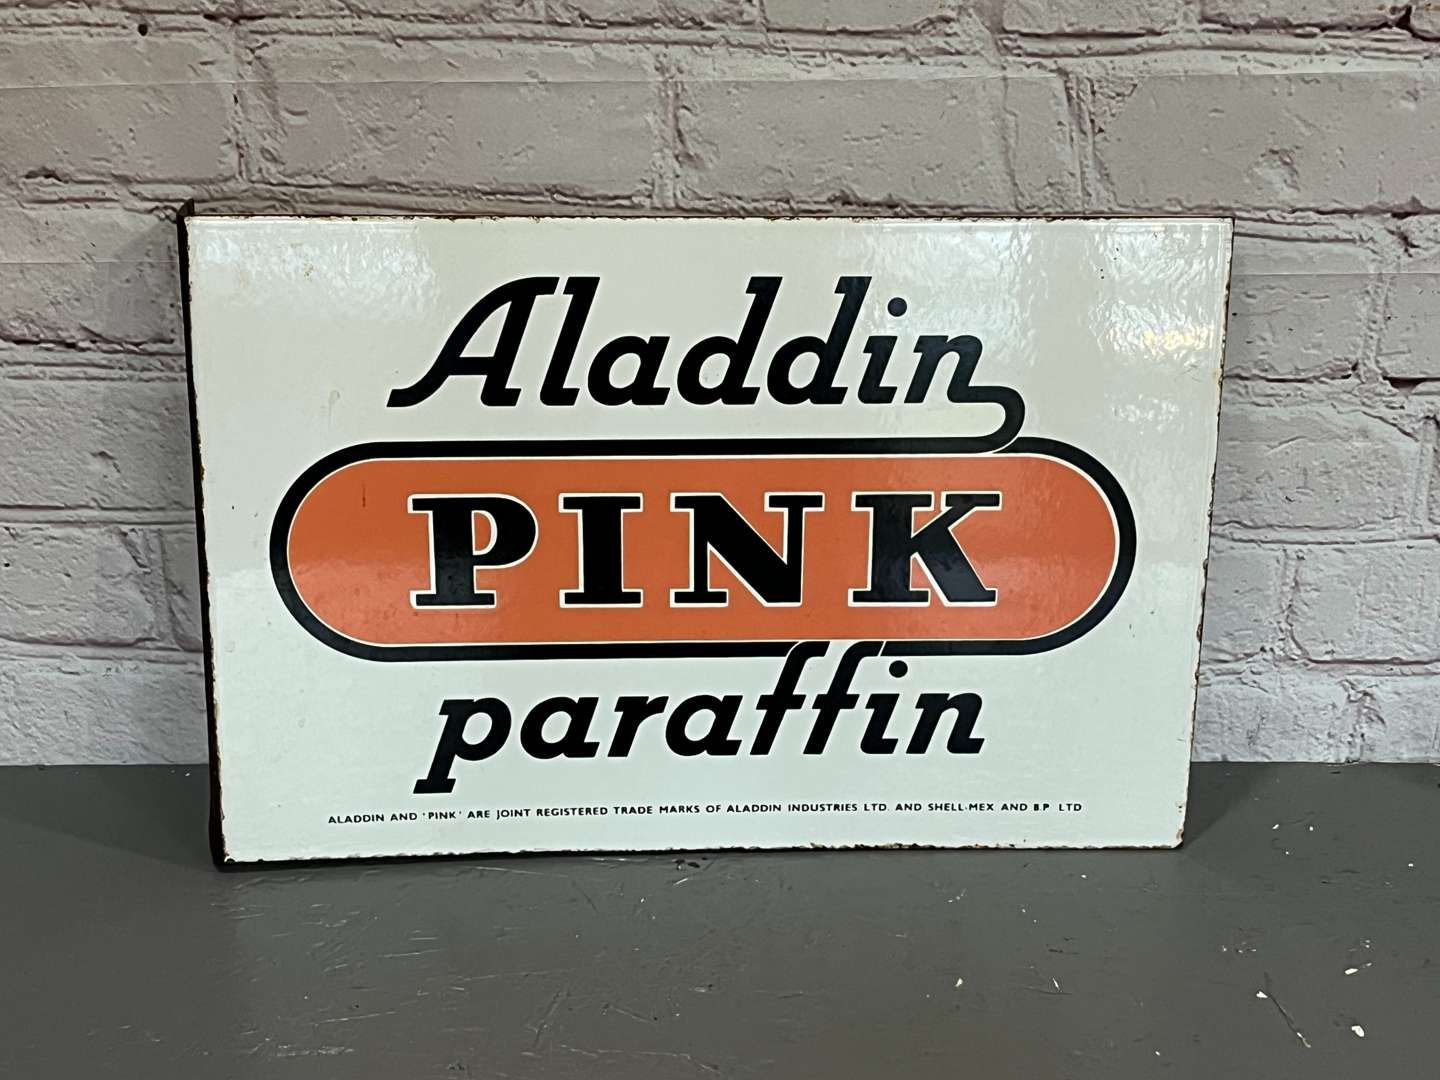 Aladdin
PINK
paraffin
ALADDIN AND 'PINK' ARE JOINT REGISTERED TRADE MARKS OF ALADDIN INDUSTRIES LTD. AND SHELL-MEX AND B.P LTD